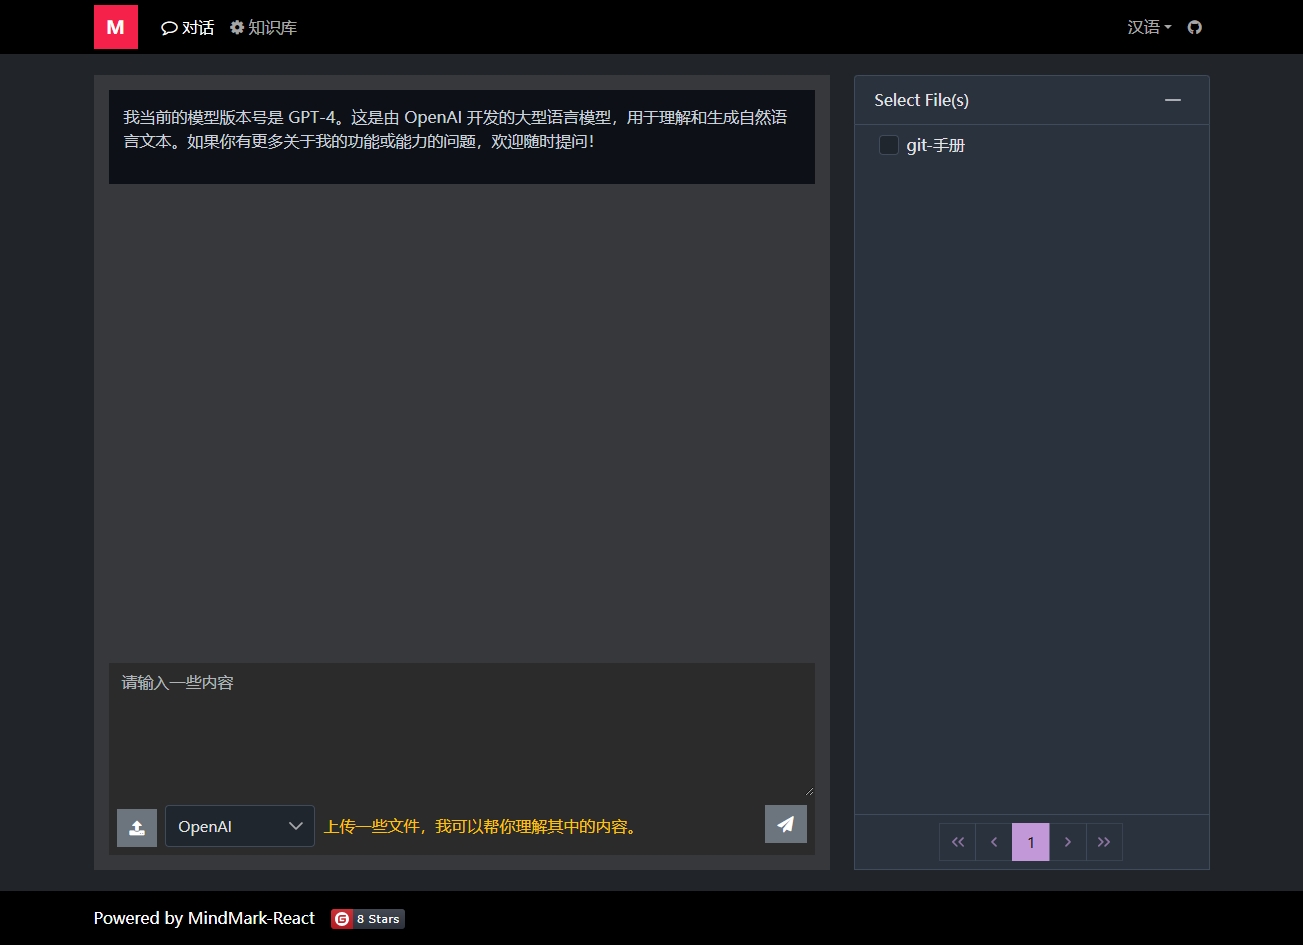 M 对话 知识库 汉语
我当前的模型版本号是 GPT-4。这是由 OpenAI 开发的大型语言模型，用于理解和生成自然语
言文本。如果你有更多关于我的功能或能力的问题，欢迎随时提问！
请输入一些内容
OpenAI 上传一些文件，我可以帮你理解其中的内容。
Select File(s)
git-手册
« ‹ 1 › »
Powered by MindMark-React G 8 Stars